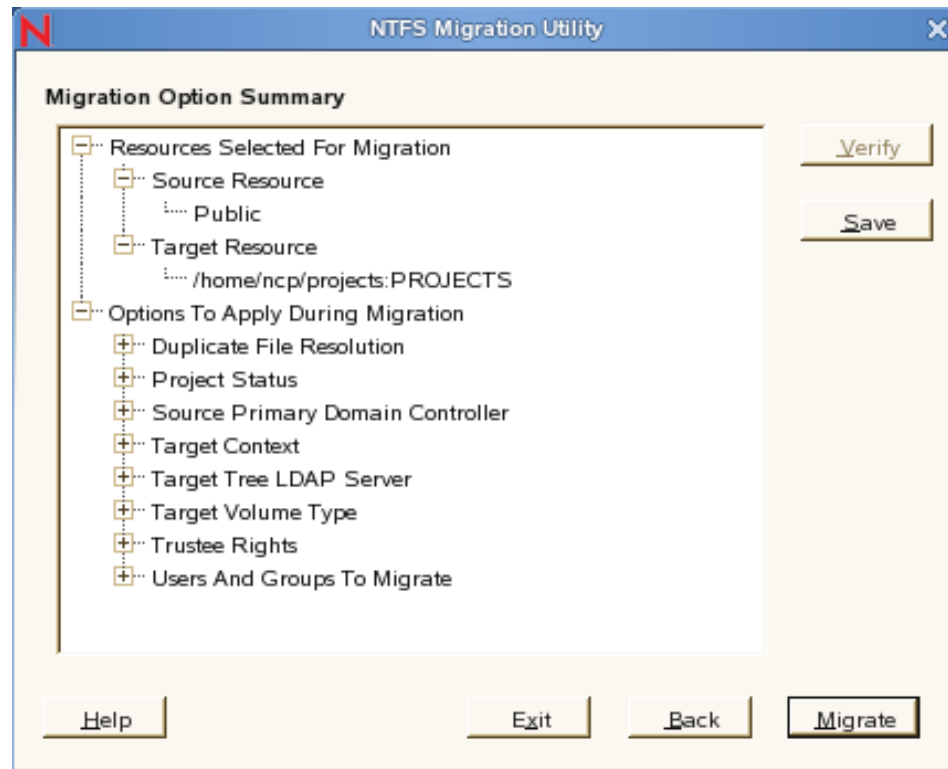 N
NTFS Migration Utility
Migration Option Summary
Resources Selected For Migration
Source Resource
Public
Target Resource
/home/ncp/projects:PROJECTS
Options To Apply During Migration
Duplicate File Resolution
Project Status
Source Primary Domain Controller
Target Context
Target Tree LDAP Server
Target Volume Type
Trustee Rights
Users And Groups To Migrate
Verify
Save
Help
Exit
Back
Migrate